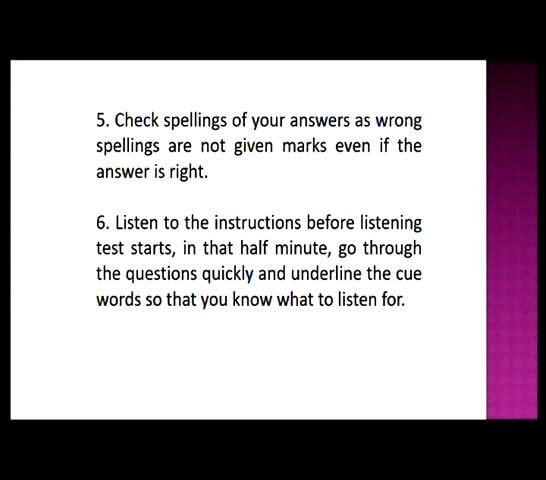 5. Check spellings of your answers as wrong
spellings are not given marks even if the
answer is right.
6. Listen to the instructions before listening
test starts, in that half minute, go through
the questions quickly and underline the cue
words so that you know what to listen for.